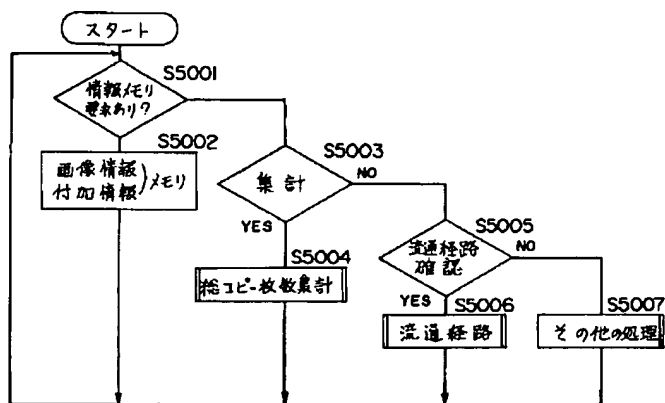 スタート
S5001
情報メモリ
要求あり?
S5002
画像情報
付加情報
)メモリ
S5003
集計
NO
YES
S5004
総コピー枚数集計
S5005
流通経路
確認
NO
YES
S5006
流通経路
S5007
その他の処理